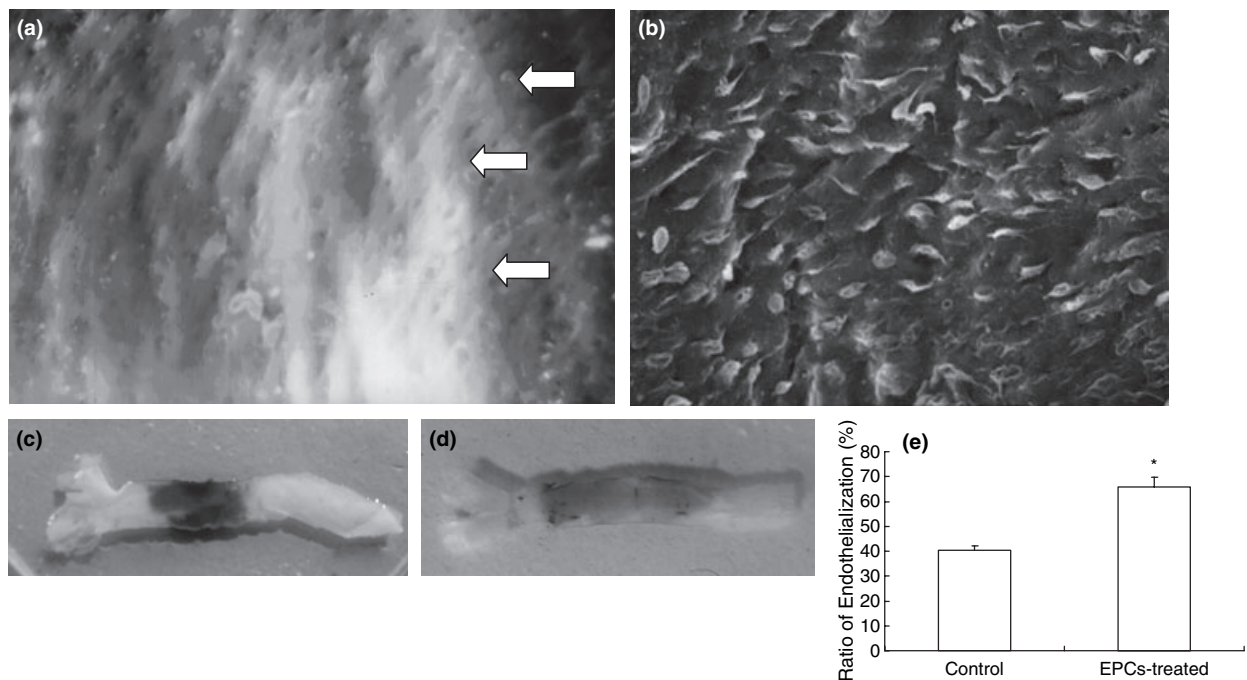 (a)
(b)
(c)
(d)
(e)
Ratio of Endothelialization (%)
80
70
60
50
40
30
20
10
0
*
Control
EPCs-treated